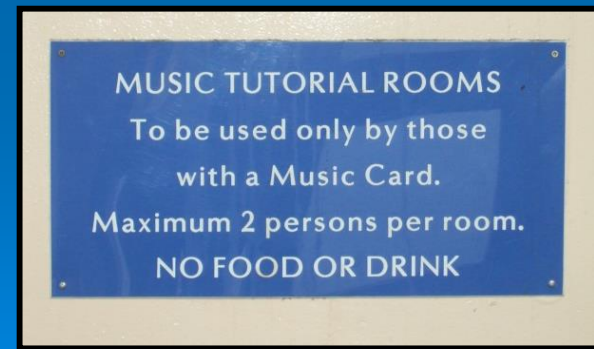 MUSIC TUTORIAL ROOMS
To be used only by those
with a Music Card.
Maximum 2 persons per room.
NO FOOD OR DRINK